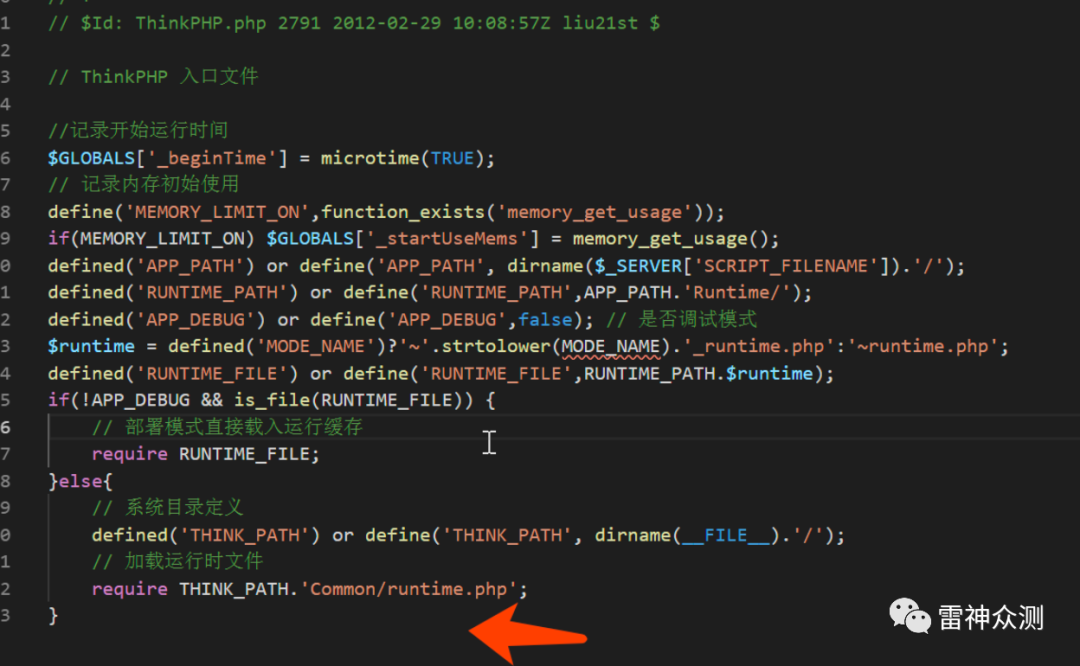 1 // $Id: ThinkPHP.php 2791 2012-02-29 10:08:57Z liu21st $
2
3 // ThinkPHP 入口文件
4
5 //记录开始运行时间
6 $GLOBALS['_beginTime'] = microtime(TRUE);
7 // 记录内存初始使用
8 define('MEMORY_LIMIT_ON',function_exists('memory_get_usage'));
9 if(MEMORY_LIMIT_ON) $GLOBALS['_startUseMems'] = memory_get_usage();
0 defined('APP_PATH') or define('APP_PATH', dirname($_SERVER['SCRIPT_FILENAME']).'/');
1 defined('RUNTIME_PATH') or define('RUNTIME_PATH',APP_PATH.'Runtime/');
2 defined('APP_DEBUG') or define('APP_DEBUG',false); // 是否调试模式
3 $runtime = defined('MODE_NAME')?'~'.strtolower(MODE_NAME).'_runtime.php':'~runtime.php';
4 defined('RUNTIME_FILE') or define('RUNTIME_FILE',RUNTIME_PATH.$runtime);
5 if(!APP_DEBUG && is_file(RUNTIME_FILE)) {
6     // 部署模式直接载入运行缓存
7     require RUNTIME_FILE;
8 }else{
9     // 系统目录定义
0     defined('THINK_PATH') or define('THINK_PATH', dirname(__FILE__).'/');
1     // 加载运行时文件
2     require THINK_PATH.'Common/runtime.php';
3 }
雷神众测